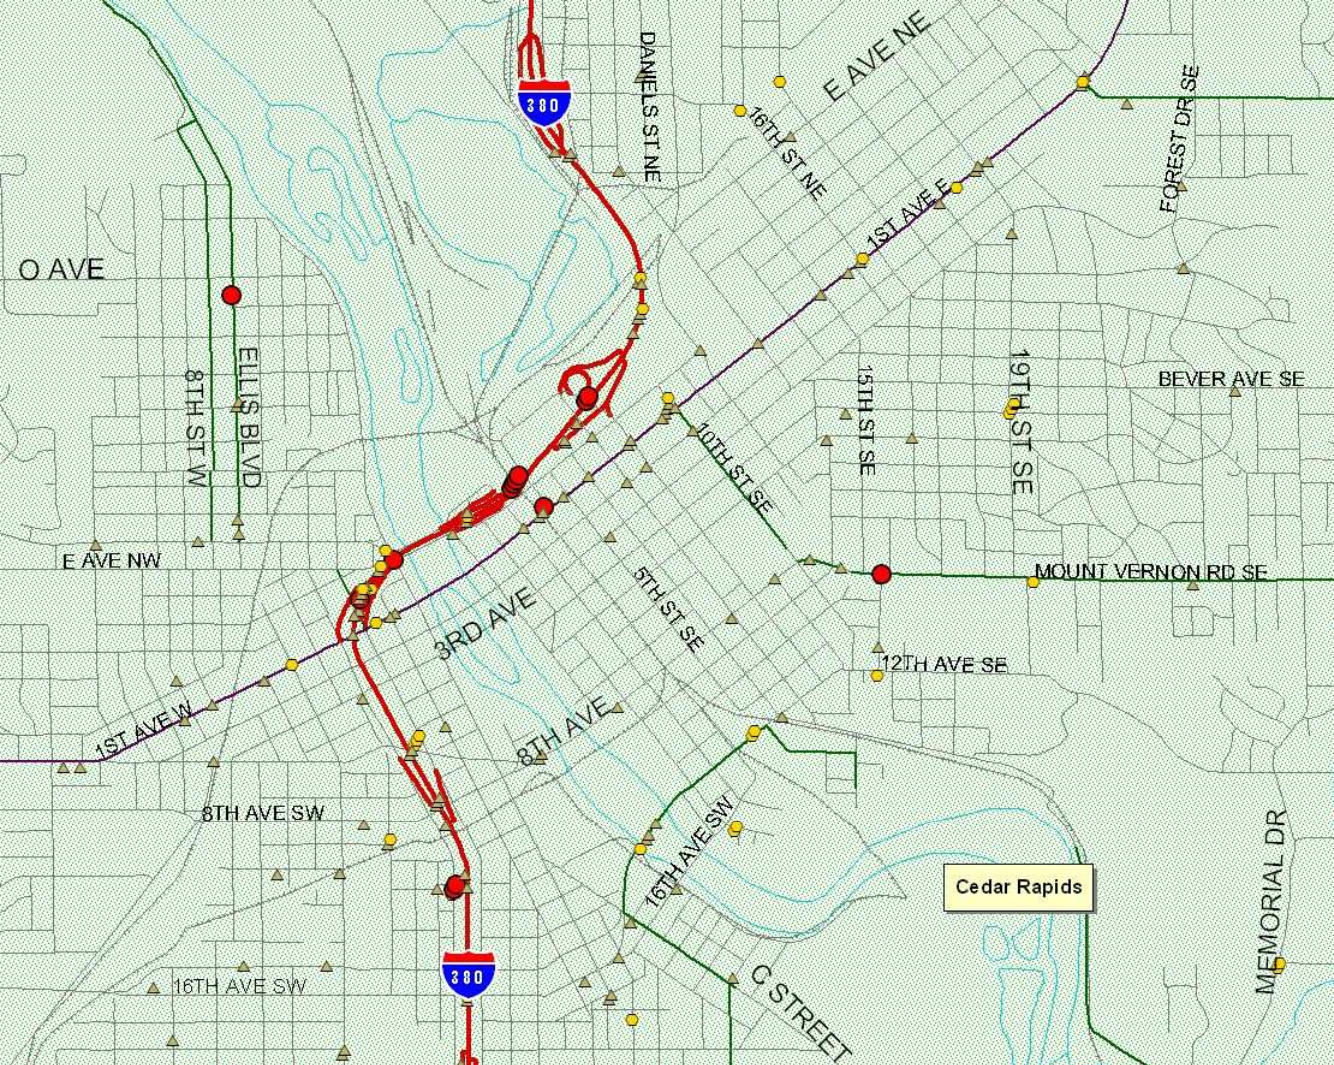 DANIELS ST NE
E AVE NE
380
16TH ST NE
FOREST DR SE
1ST AVE E
O AVE
8TH ST W
ELLIS BLVD
15TH ST SE
19TH ST SE
BEVER AVE SE
10TH ST SE
E AVE NW
MOUNT VERNON RD SE
3RD AVE
5TH ST SE
12TH AVE SE
1ST AVE W
8TH AVE
8TH AVE SW
16TH AVE SW
MEMORIAL DR
Cedar Rapids
380
16TH AVE SW
C STREET